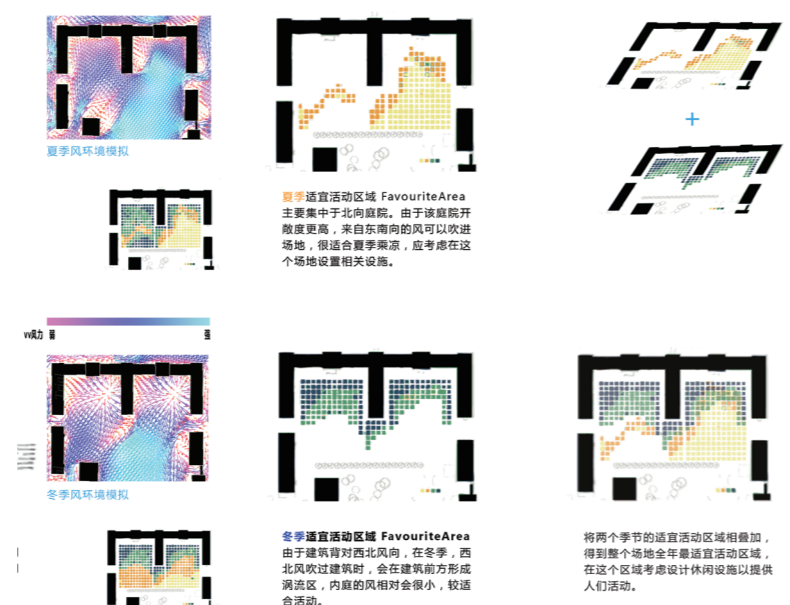 夏季风环境模拟
夏季适宜活动区域 FavouriteArea
主要集中于北向庭院。由于该庭院开
敞度更高，来自东南向的风可以吹进
场地，很适合夏季乘凉，应考虑在这
个场地设置相关设施。
+
vv风力 弱 强
冬季风环境模拟
冬季适宜活动区域 FavouriteArea
由于建筑背对西北风向，在冬季，西
北风吹过建筑时，会在建筑前方形成
涡流区，内庭的风相对会很小，较适
合活动。
将两个季节的适宜活动区域相叠加，
得到整个场地全年最适宜活动区域，
在这个区域考虑设计休闲设施以提供
人们活动。